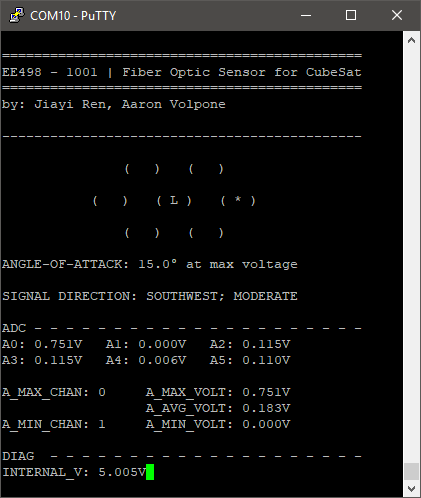 COM10 - PuTTY
=============================================
EE498 - 1001 | Fiber Optic Sensor for CubeSat
=============================================
by: Jiayi Ren, Aaron Volpone
---------------------------------------------
(   )   (   )
(   )   ( L )   ( * )
(   )   (   )
ANGLE-OF-ATTACK: 15.0° at max voltage
SIGNAL DIRECTION: SOUTHWEST; MODERATE
ADC - - - - - - - - - - - - - - - - - - - - -
A0: 0.751V   A1: 0.000V   A2: 0.115V
A3: 0.115V   A4: 0.006V   A5: 0.110V
A_MAX_CHAN: 0     A_MAX_VOLT: 0.751V
A_AVG_VOLT: 0.183V
A_MIN_CHAN: 1     A_MIN_VOLT: 0.000V
DIAG  - - - - - - - - - - - - - - - - - - - -
INTERNAL_V: 5.005V